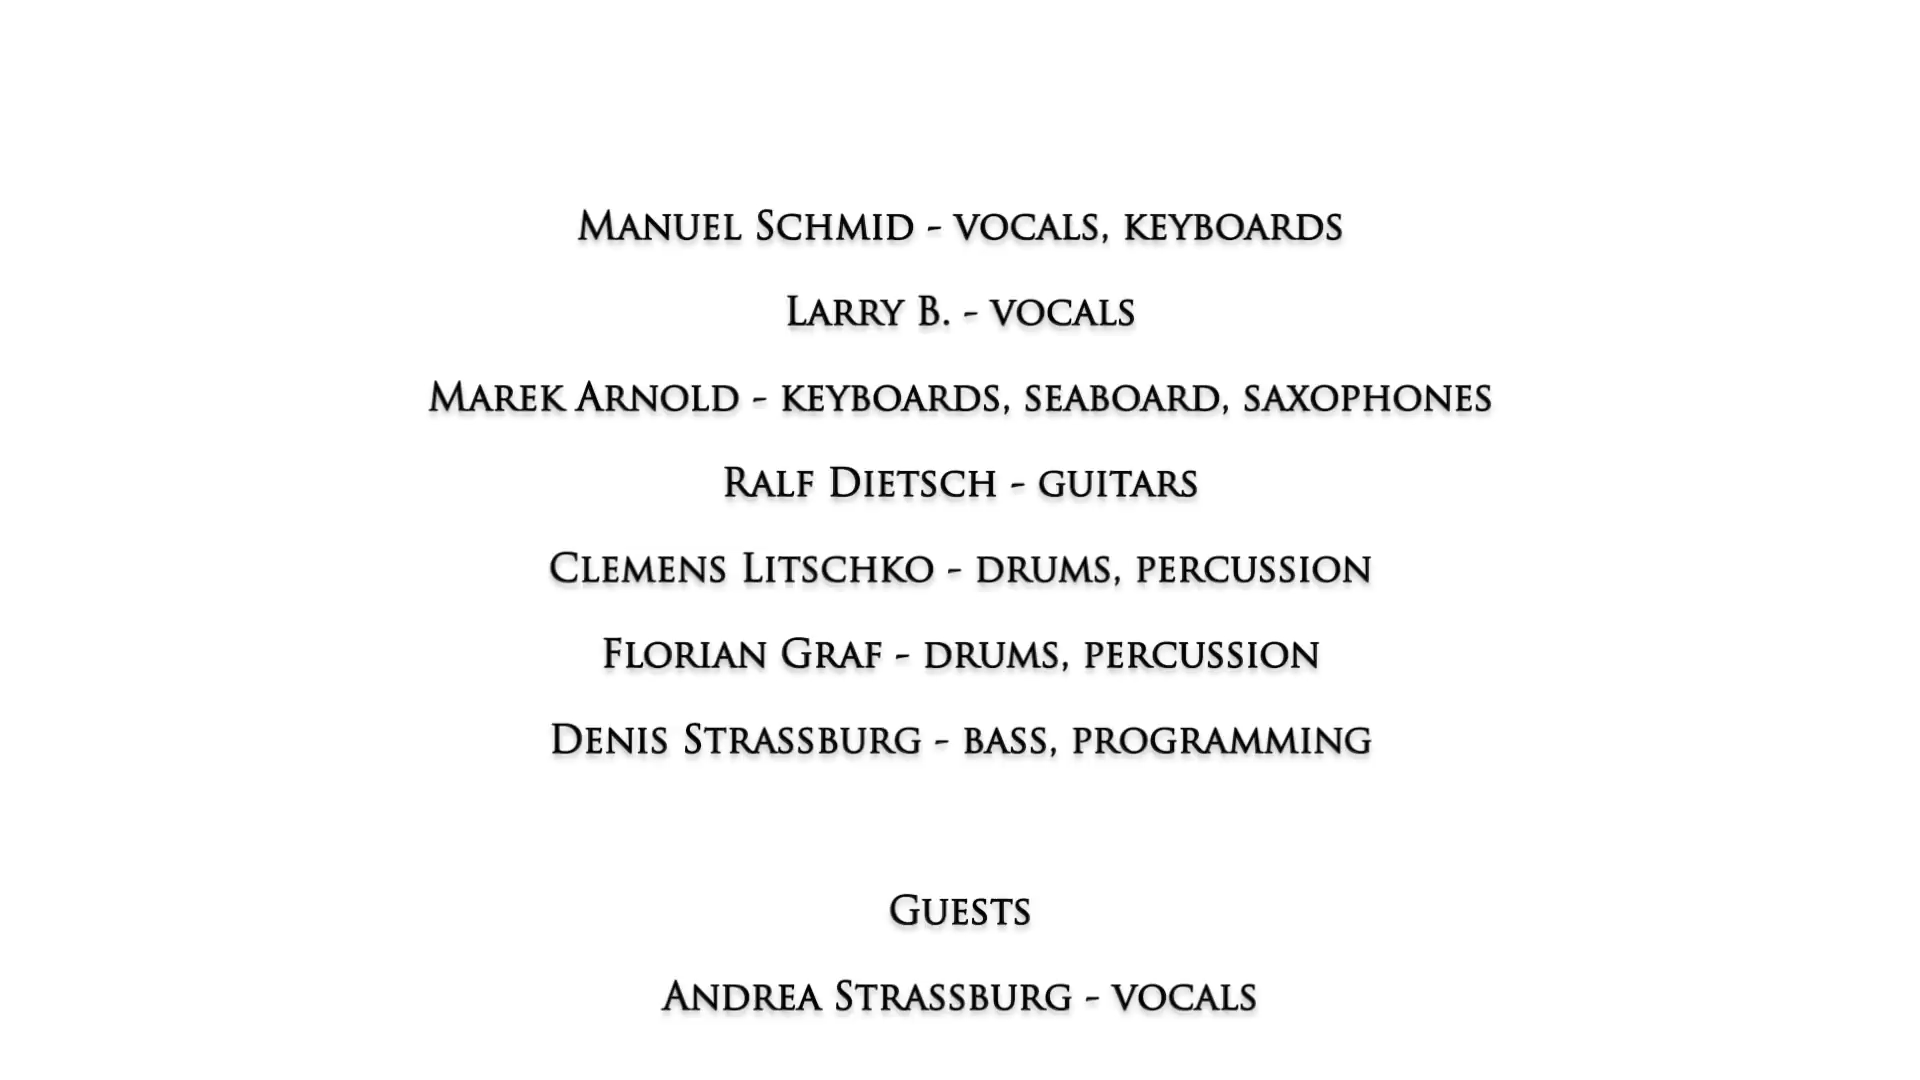 Manuel Schmid - vocals, keyboards
Larry B. - vocals
Marek Arnold - keyboards, seaboard, saxophones
Ralf Dietsch - guitars
Clemens Litschko - drums, percussion
Florian Graf - drums, percussion
Denis Strassburg - bass, programming
Guests
Andrea Strassburg - vocals